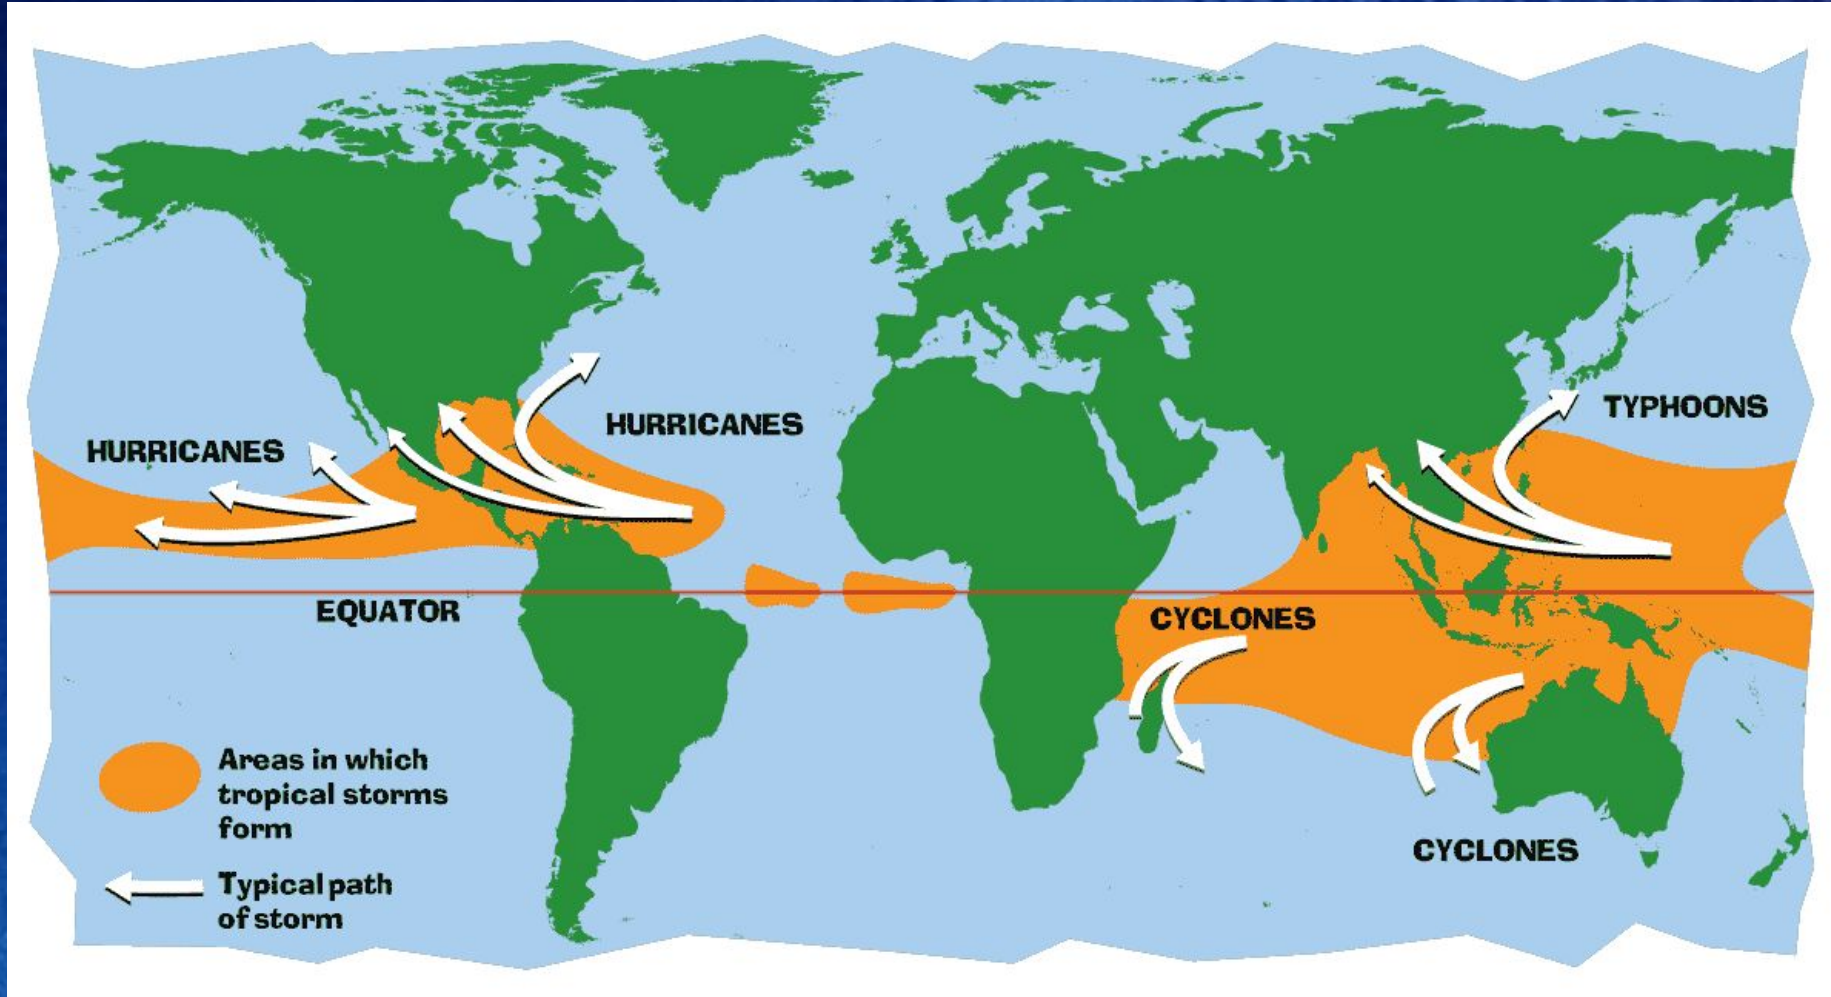 HURRICANES
HURRICANES
TYPHOONS
EQUATOR
CYCLONES
Areas in which
tropical storms
form
CYCLONES
Typical path
of storm